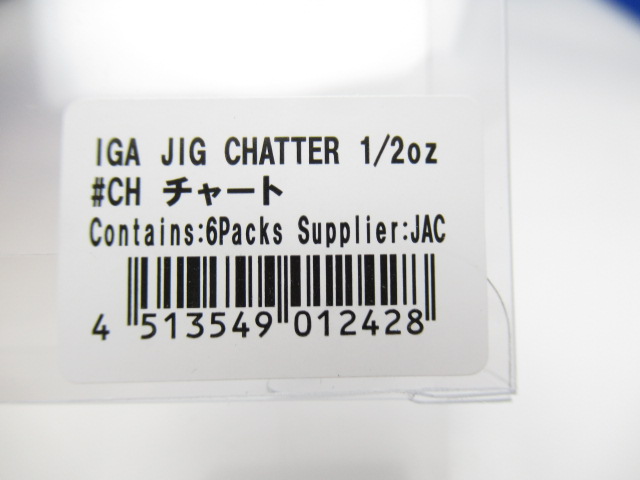 IGA JIG CHATTER 1/2oz
#CH チャート
Contains:6Packs Supplier:JAC
4 513549 012428